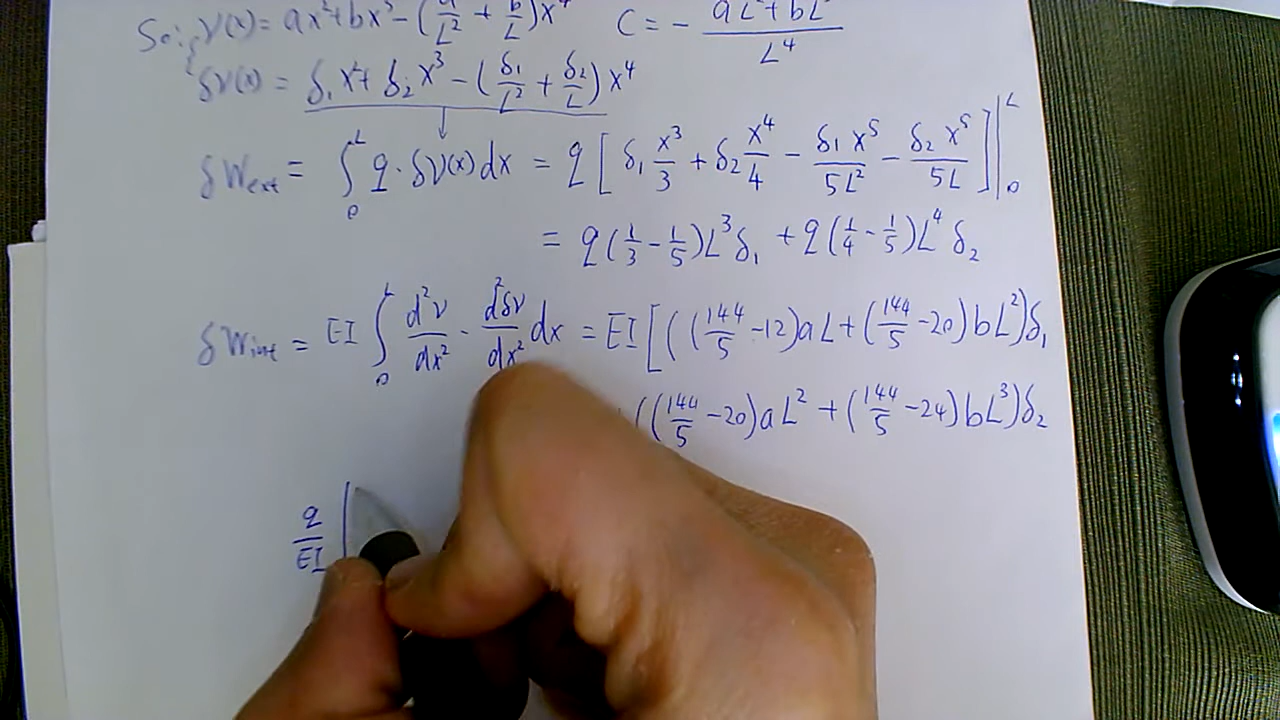 So: V(x) = ax²+bx³-(a/L² + b/L)x⁴ C = - aL²+bL³/L⁴
δV(x) = δ₁x²+δ₂x³-(δ₁/L² + δ₂/L)x⁴
δWext = ∫₀ᴸ q·δV(x)dx = q[δ₁ x³/3 + δ₂ x⁴/4 - δ₁x⁵/5L² - δ₂x⁵/5L]|₀ᴸ
= q(1/3 - 1/5)L³δ₁ + q(1/4 - 1/5)L⁴δ₂
δWint = EI ∫₀ᴸ d²V/dx² - d²δV/dx² dx = EI[((144/5 - 12)aL+(144/5 - 20)bL²)δ₁
((144/5 - 20)aL² + (144/5 - 24)bL³)δ₂
q/EI